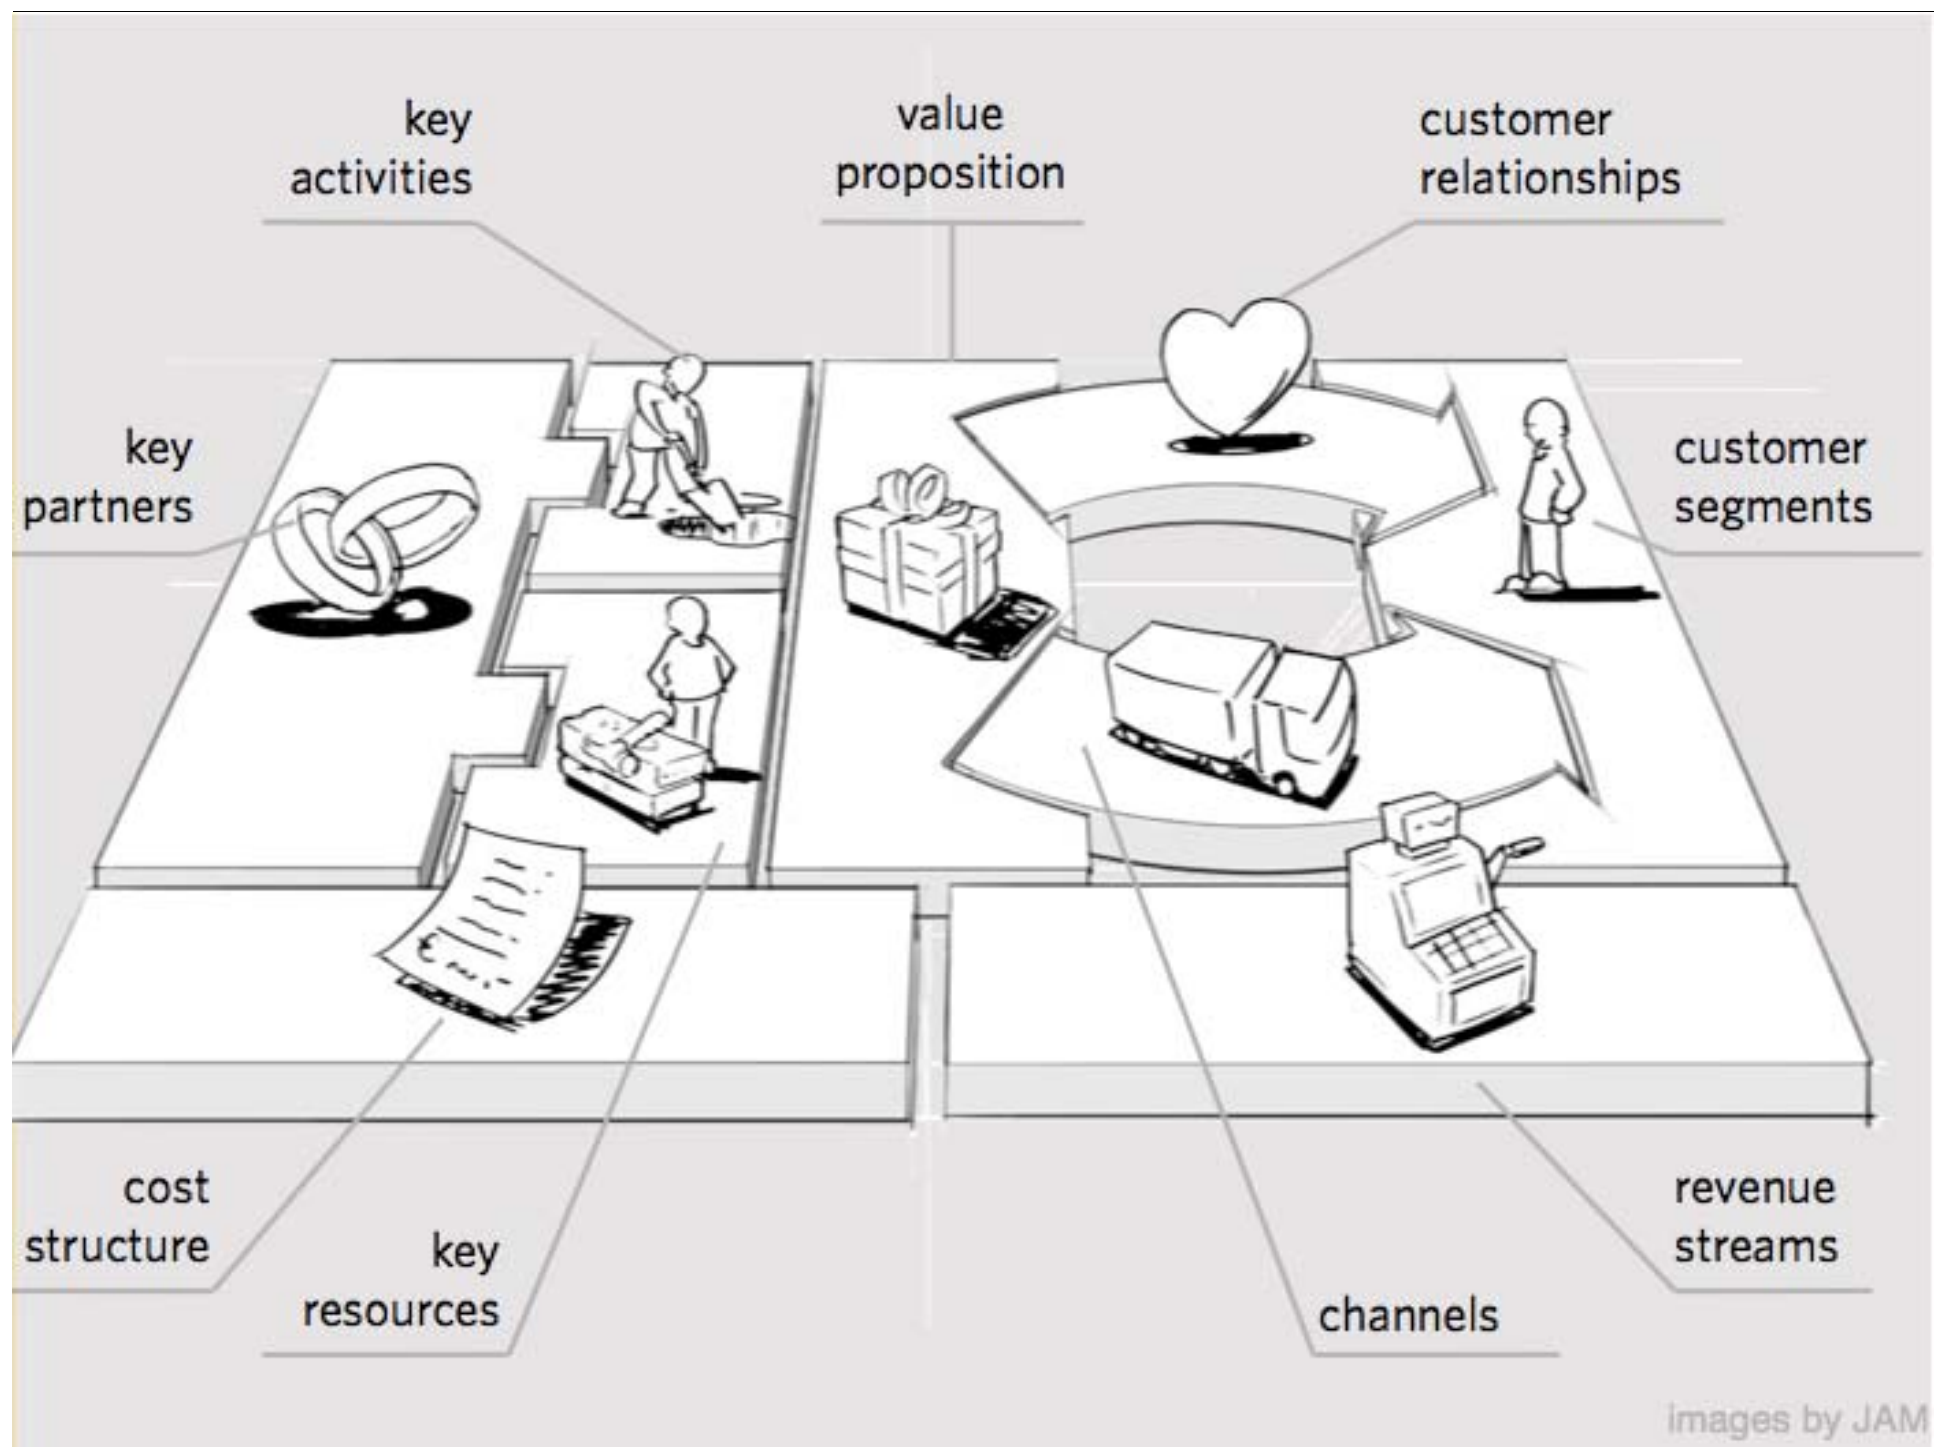 key
activities
value
proposition
customer
relationships
key
partners
customer
segments
cost
structure
key
resources
channels
revenue
streams
images by JAM